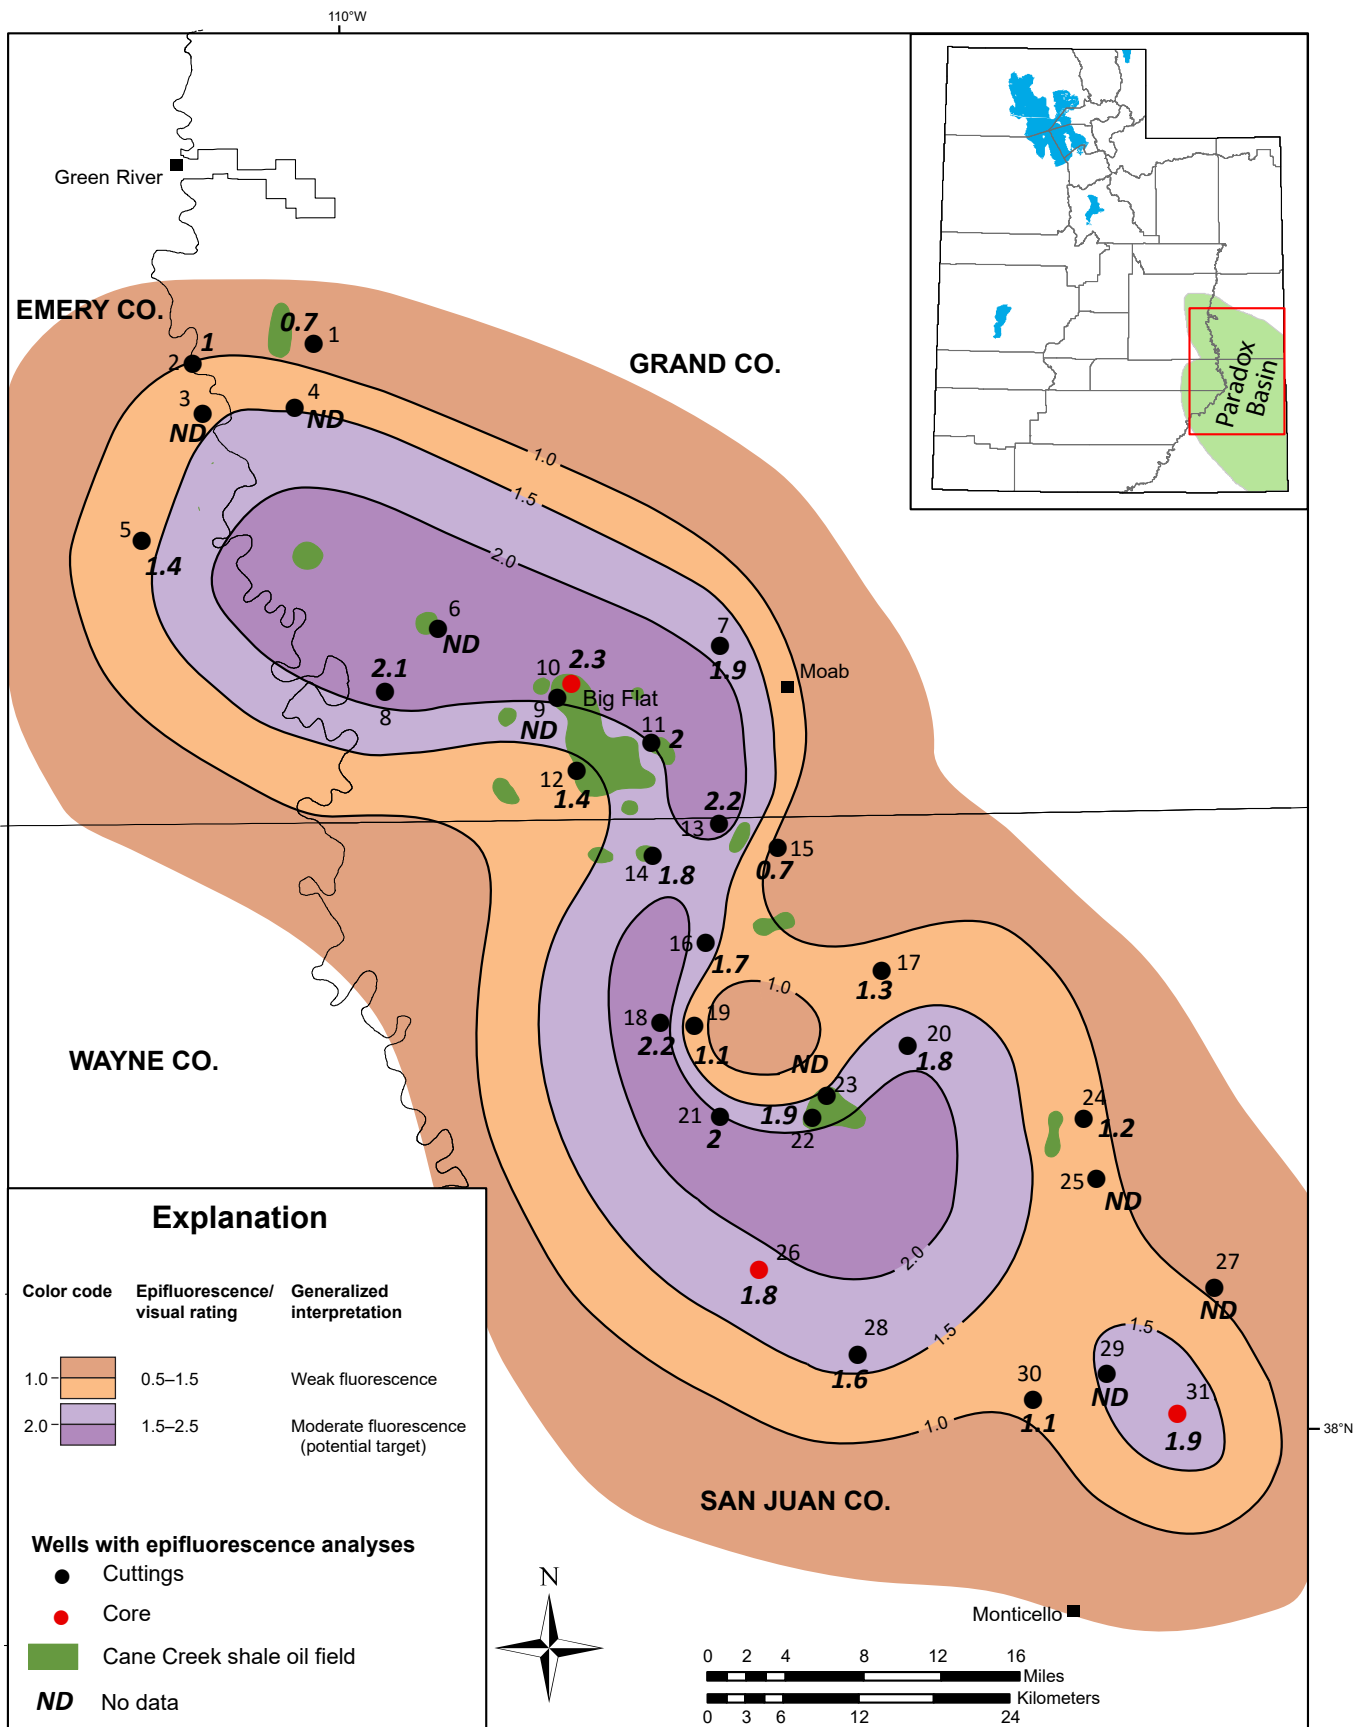 110°W
Green River
EMERY CO.
GRAND CO.
Paradox
Basin
0.7
1
1
2
3
ND
4
ND
1.0
1.5
2.0
5
1.4
6
ND
7
1.9
Moab
2.1
8
10
2.3
Big Flat
9
ND
11
2
12
1.4
2.2
13
15
0.7
14
1.8
16
1.7
17
1.3
1.0
18
2.2
19
1.1
ND
20
1.8
23
21
2
1.9
22
24
1.2
25
ND
WAYNE CO.
26
1.8
2.0
27
ND
28
1.6
1.5
1.5
29
ND
30
1.1
31
1.9
1.0
38°N
SAN JUAN CO.
Monticello
Explanation
Color code
Epifluorescence/
visual rating
Generalized
interpretation
1.0
0.5–1.5
Weak fluorescence
2.0
1.5–2.5
Moderate fluorescence
(potential target)
Wells with epifluorescence analyses
Cuttings
Core
Cane Creek shale oil field
ND No data
N
0 2 4 8 12 16
Miles
Kilometers
0 3 6 12 24